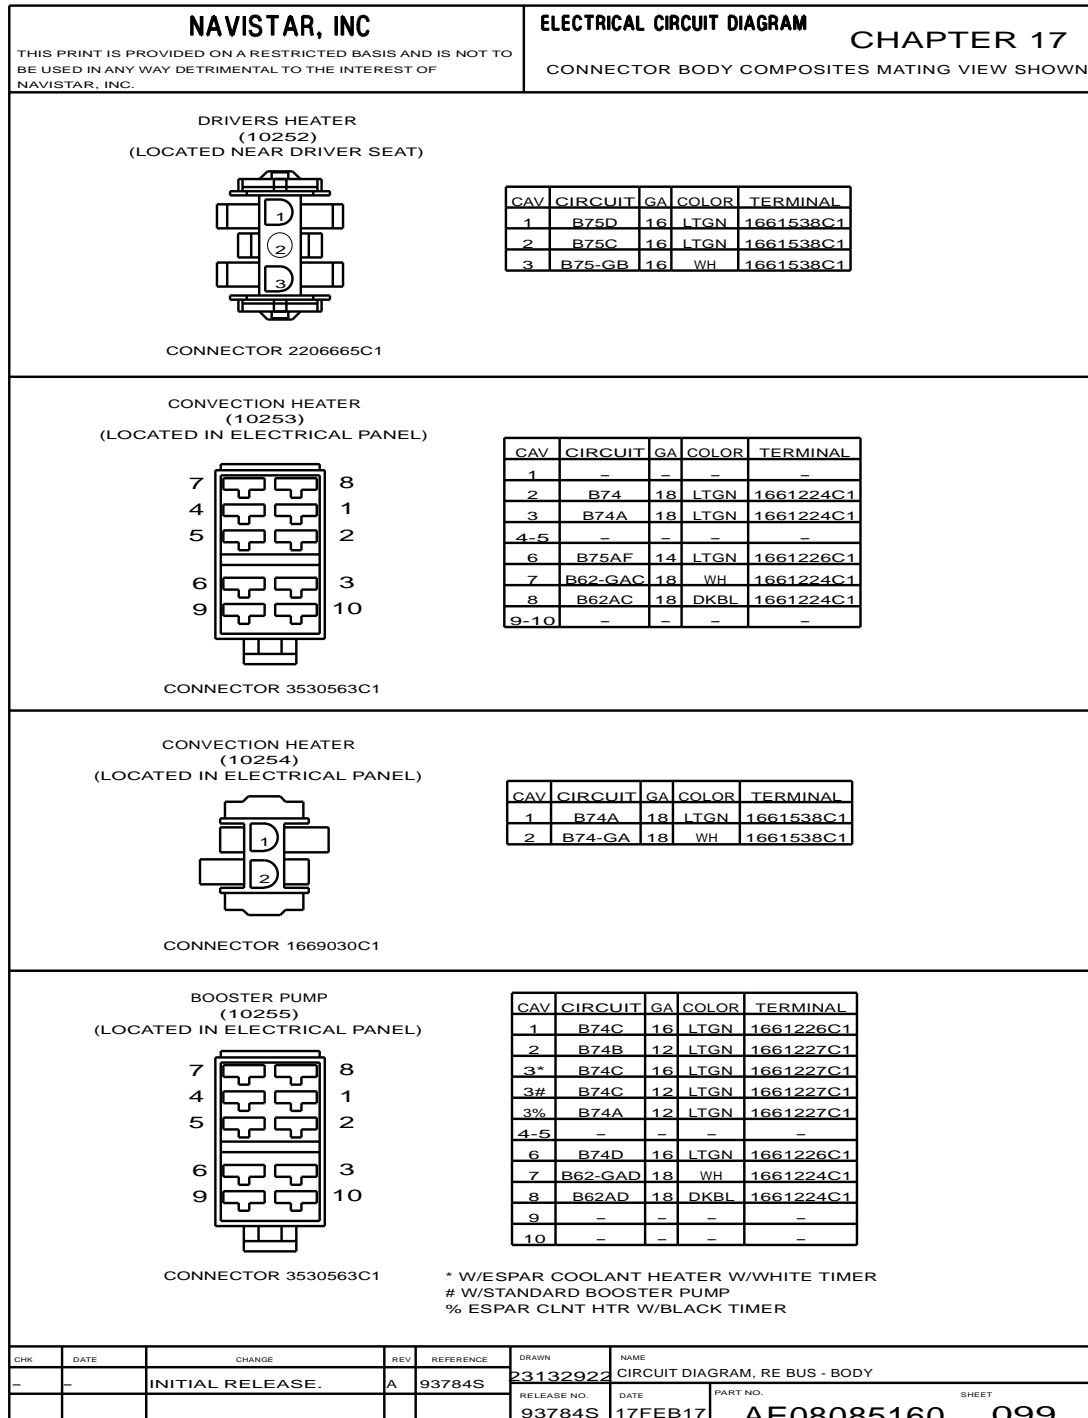 NAVISTAR, INC
THIS PRINT IS PROVIDED ON A RESTRICTED BASIS AND IS NOT TO
BE USED IN ANY WAY DETRIMENTAL TO THE INTEREST OF
NAVISTAR, INC.
ELECTRICAL CIRCUIT DIAGRAM
CHAPTER 17
CONNECTOR BODY COMPOSITES MATING VIEW SHOWN
DRIVERS HEATER
(10252)
(LOCATED NEAR DRIVER SEAT)
1
2
3
CONNECTOR 2206665C1
CAV CIRCUIT GA COLOR TERMINAL
1 B75D 16 LTGN 1661538C1
2 B75C 16 LTGN 1661538C1
3 B75-GB 16 WH 1661538C1
CONVECTION HEATER
(10253)
(LOCATED IN ELECTRICAL PANEL)
7 8
4 1
5 2
6 3
9 10
CONNECTOR 3530563C1
CAV CIRCUIT GA COLOR TERMINAL
1 – – – –
2 B74 18 LTGN 1661224C1
3 B74A 18 LTGN 1661224C1
4-5 – – – –
6 B75AF 14 LTGN 1661226C1
7 B62-GAC 18 WH 1661224C1
8 B62AC 18 DKBL 1661224C1
9-10 – – – –
CONVECTION HEATER
(10254)
(LOCATED IN ELECTRICAL PANEL)
1
2
CONNECTOR 1669030C1
CAV CIRCUIT GA COLOR TERMINAL
1 B74A 18 LTGN 1661538C1
2 B74-GA 18 WH 1661538C1
BOOSTER PUMP
(10255)
(LOCATED IN ELECTRICAL PANEL)
7 8
4 1
5 2
6 3
9 10
CONNECTOR 3530563C1
CAV CIRCUIT GA COLOR TERMINAL
1 B74C 16 LTGN 1661226C1
2 B74B 12 LTGN 1661227C1
3* B74C 16 LTGN 1661227C1
3# B74C 12 LTGN 1661227C1
3% B74A 12 LTGN 1661227C1
4-5 – – – –
6 B74D 16 LTGN 1661226C1
7 B62-GAD 18 WH 1661224C1
8 B62AD 18 DKBL 1661224C1
9 – – – –
10 – – – –
* W/ESPAR COOLANT HEATER W/WHITE TIMER
# W/STANDARD BOOSTER PUMP
% ESPAR CLNT HTR W/BLACK TIMER
CHK DATE CHANGE REV REFERENCE
– – INITIAL RELEASE. A 93784S
DRAWN
23132922
NAME
CIRCUIT DIAGRAM, RE BUS - BODY
RELEASE NO. DATE PART NO. SHEET
93784S 17FEB17 AE08085160 099